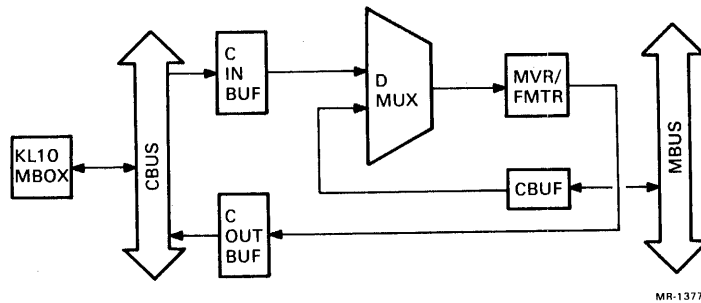 KL10
MBOX
CBUS
C
IN
BUF
C
OUT
BUF
D
MUX
MVR/
FMTR
CBUF
MBUS
MR-1377